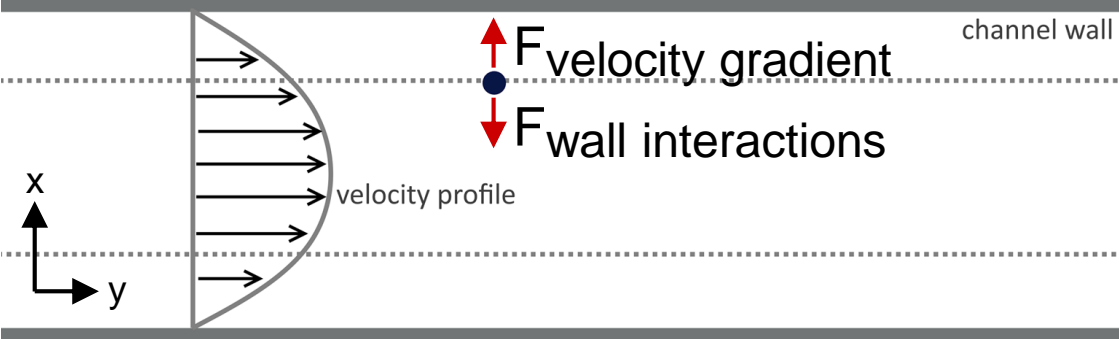 channel wall
Fvelocity gradient
Fwall interactions
velocity profile
x
y